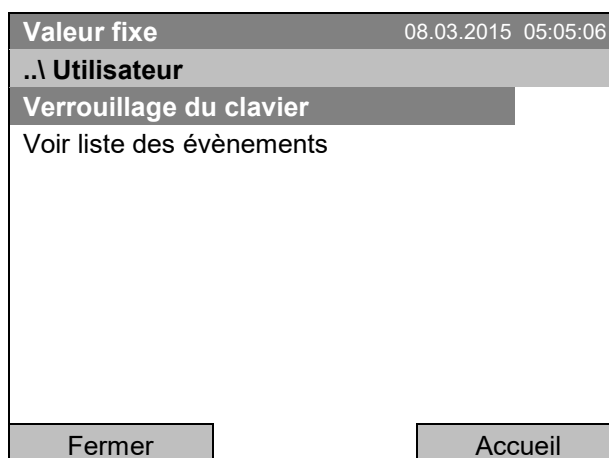 Valeur fixe 08.03.2015 05:05:06
..\ Utilisateur
Verrouillage du clavier
Voir liste des évènements
Fermer Accueil